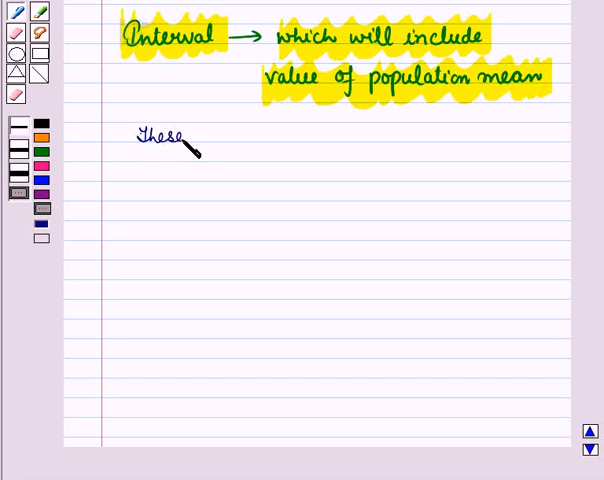 Interval → which will include
value of population mean
These